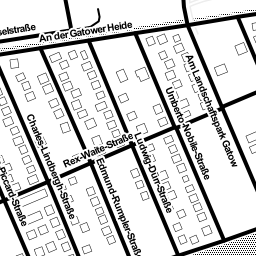 selstraße
An der Gatower Heide
Am Landschaftspark Gatow
Umberto-Nobile-Straße
Charles-Lindbergh-Straße
Rex-Waite-Straße
Ludwig-Dürr-Straße
Edmund-Rumpler-Straße
Piccard-Straße